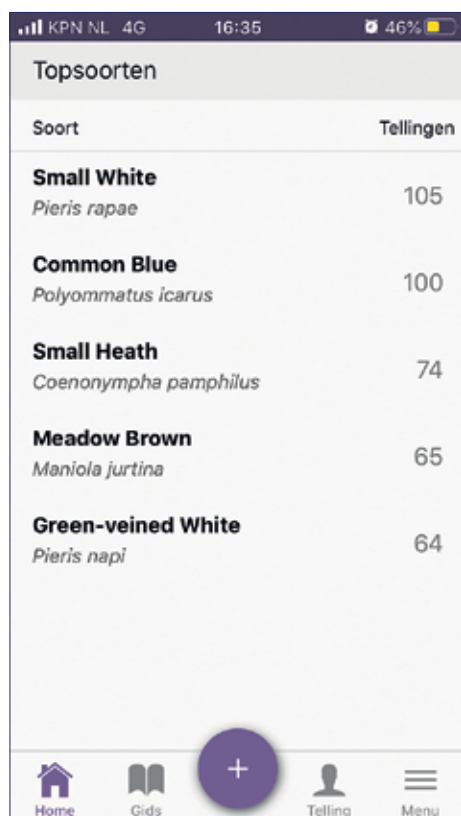 KPN NL 4G 16:35 46%
Topsoorten
Soort Tellingen
Small White
Pieris rapae
105
Common Blue
Polyommatus icarus
100
Small Heath
Coenonympha pamphilus
74
Meadow Brown
Maniola jurtina
65
Green-veined White
Pieris napi
64
+
Home Gids Telling Menu